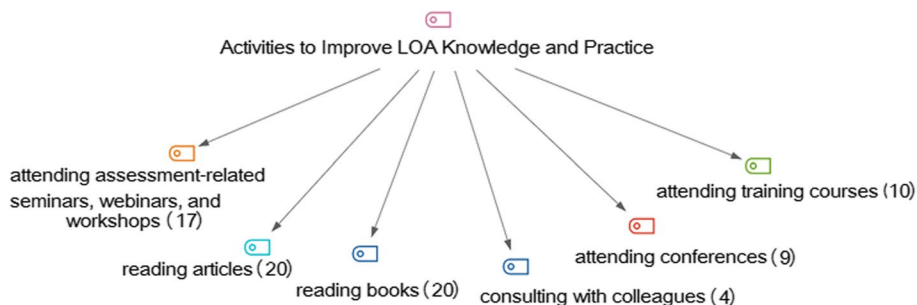 Activities to Improve LOA Knowledge and Practice
attending assessment-related
seminars, webinars, and
workshops (17)
reading articles (20)
reading books (20)
consulting with colleagues (4)
attending conferences (9)
attending training courses (10)